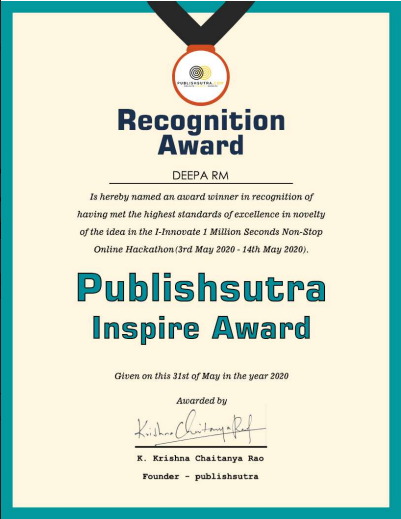 PUBLISHSUTRA
Recognition
Award
DEEPA RM
Is hereby named an award winner in recognition of
having met the highest standards of excellence in novelty
of the idea in the I-Innovate 1 Million Seconds Non-Stop
Online Hackathon(3rd May 2020 - 14th May 2020).
Publishsutra
Inspire Award
Given on this 31st of May in the year 2020
Awarded by
Krishna Chaitanya Rao
K. Krishna Chaitanya Rao
Founder - publishsutra